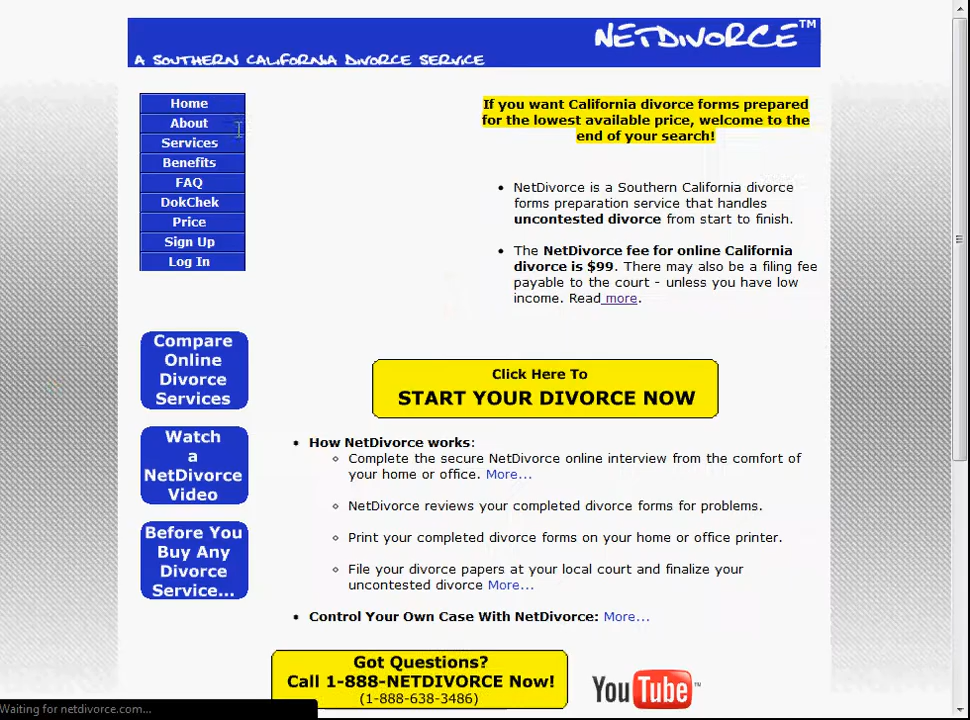 NETDIVORCE™
A SOUTHERN CALIFORNIA DIVORCE SERVICE
Home
About
Services
Benefits
FAQ
DokChek
Price
Sign Up
Log In
If you want California divorce forms prepared
for the lowest available price, welcome to the
end of your search!
• NetDivorce is a Southern California divorce
forms preparation service that handles
uncontested divorce from start to finish.
• The NetDivorce fee for online California
divorce is $99. There may also be a filing fee
payable to the court - unless you have low
income. Read more.
Compare
Online
Divorce
Services
Watch
a
NetDivorce
Video
Before You
Buy Any
Divorce
Service...
Click Here To
START YOUR DIVORCE NOW
• How NetDivorce works:
Complete the secure NetDivorce online interview from the comfort of
your home or office. More...
NetDivorce reviews your completed divorce forms for problems.
Print your completed divorce forms on your home or office printer.
File your divorce papers at your local court and finalize your
uncontested divorce More...
• Control Your Own Case With NetDivorce: More...
Got Questions?
Call 1-888-NETDIVORCE Now!
(1-888-638-3486)
YouTube™
Waiting for netdivorce.com...